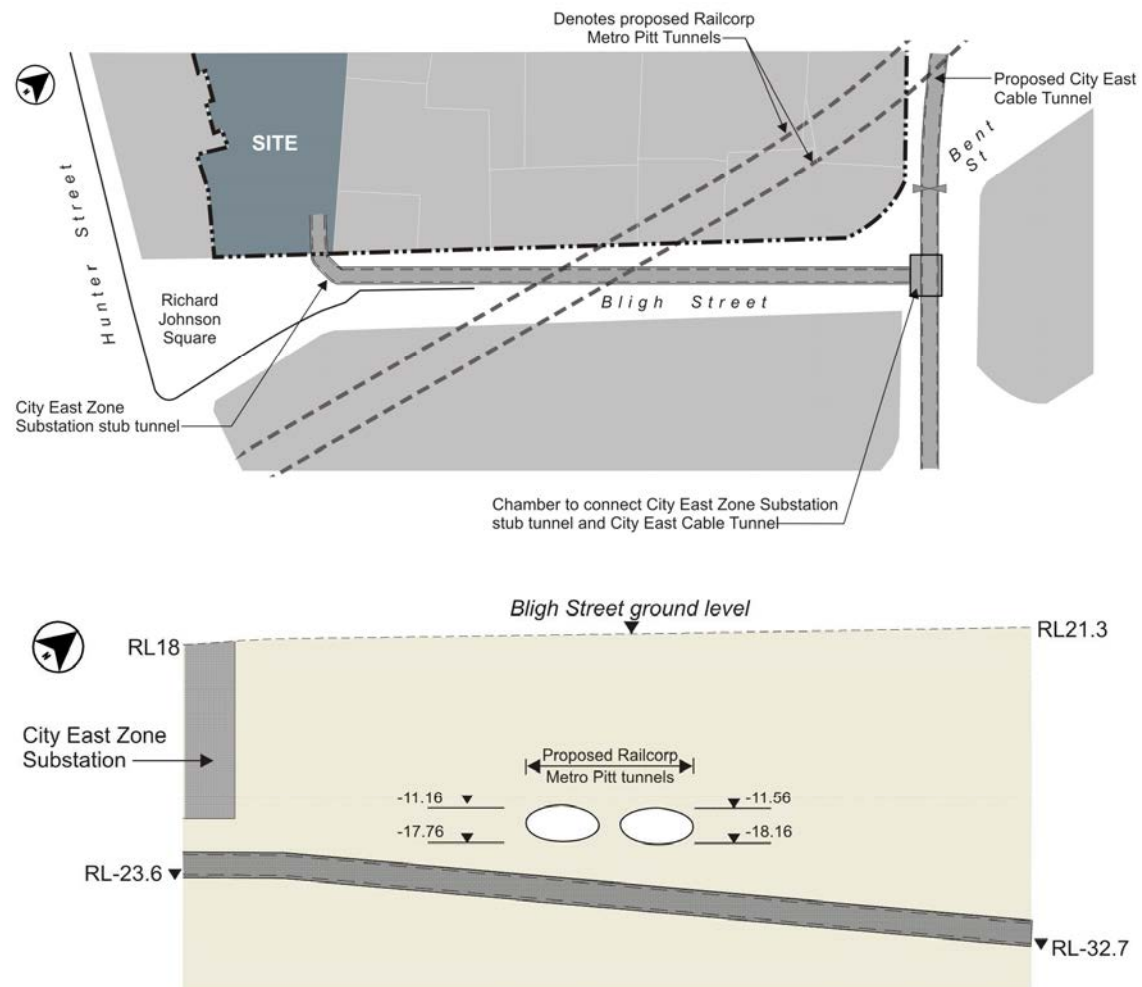 Denotes proposed Railcorp
Metro Pitt Tunnels
Proposed City East
Cable Tunnel
SITE
Bent
St
Hunter Street
Richard
Johnson
Square
Bligh Street
City East Zone
Substation stub tunnel
Chamber to connect City East Zone Substation
stub tunnel and City East Cable Tunnel
N
Bligh Street ground level
N
RL18
RL21.3
City East Zone
Substation
Proposed Railcorp
Metro Pitt tunnels
-11.16
-11.56
-17.76
-18.16
RL-23.6
RL-32.7